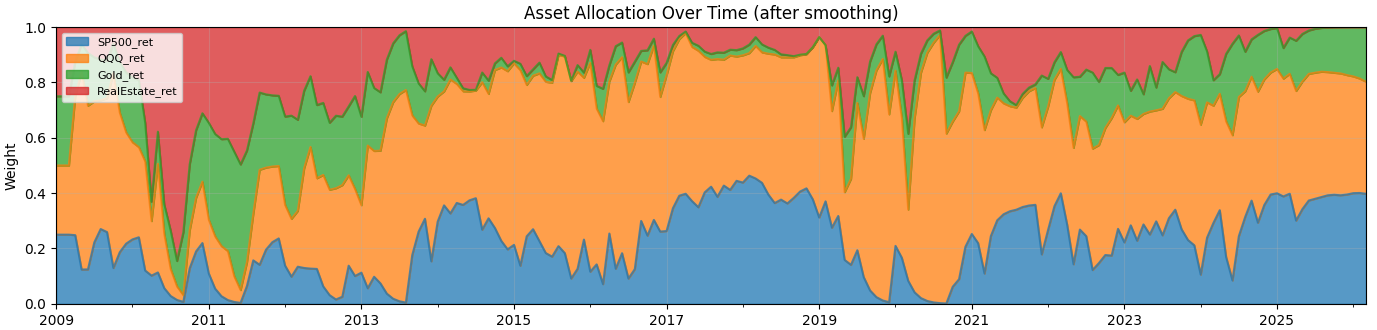 Asset Allocation Over Time (after smoothing)
Weight
1.0
0.8
0.6
0.4
0.2
0.0
SP500_ret
QQQ_ret
Gold_ret
RealEstate_ret
2009 2011 2013 2015 2017 2019 2021 2023 2025